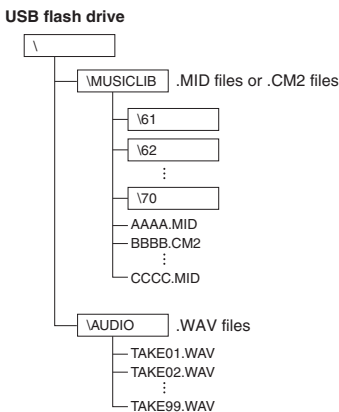 USB flash drive
\
\MUSICLIB .MID files or .CM2 files
\61
\62
⋮
\70
AAAA.MID
BBBB.CM2
⋮
CCCC.MID
\AUDIO .WAV files
TAKE01.WAV
TAKE02.WAV
⋮
TAKE99.WAV